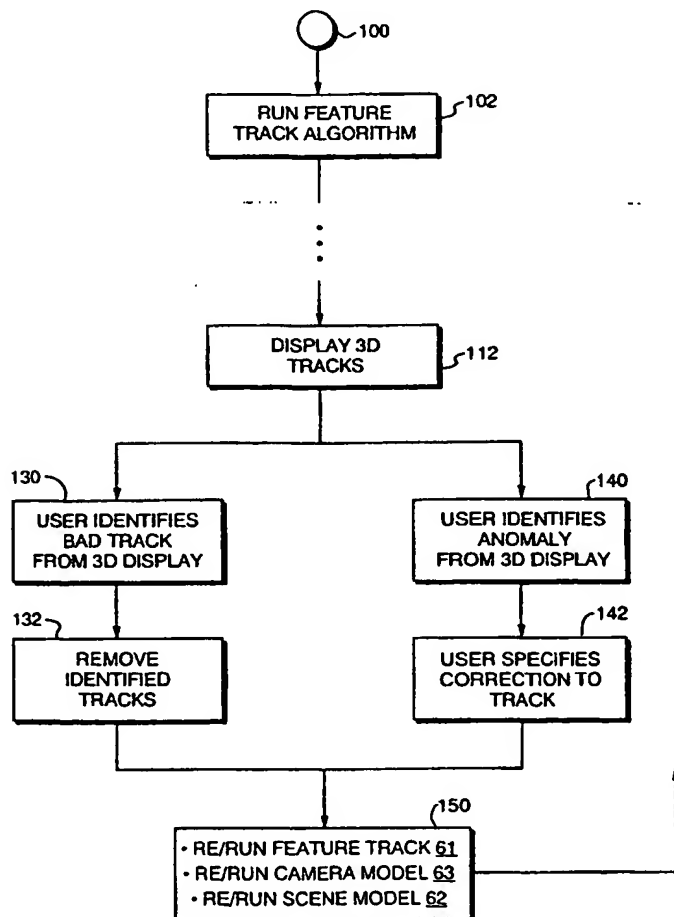 100
RUN FEATURE
TRACK ALGORITHM
102
DISPLAY 3D
TRACKS
112
130
USER IDENTIFIES
BAD TRACK
FROM 3D DISPLAY
140
USER IDENTIFIES
ANOMALY
FROM 3D DISPLAY
132
REMOVE
IDENTIFIED
TRACKS
142
USER SPECIFIES
CORRECTION TO
TRACK
150
• RE/RUN FEATURE TRACK 61
• RE/RUN CAMERA MODEL 63
• RE/RUN SCENE MODEL 62